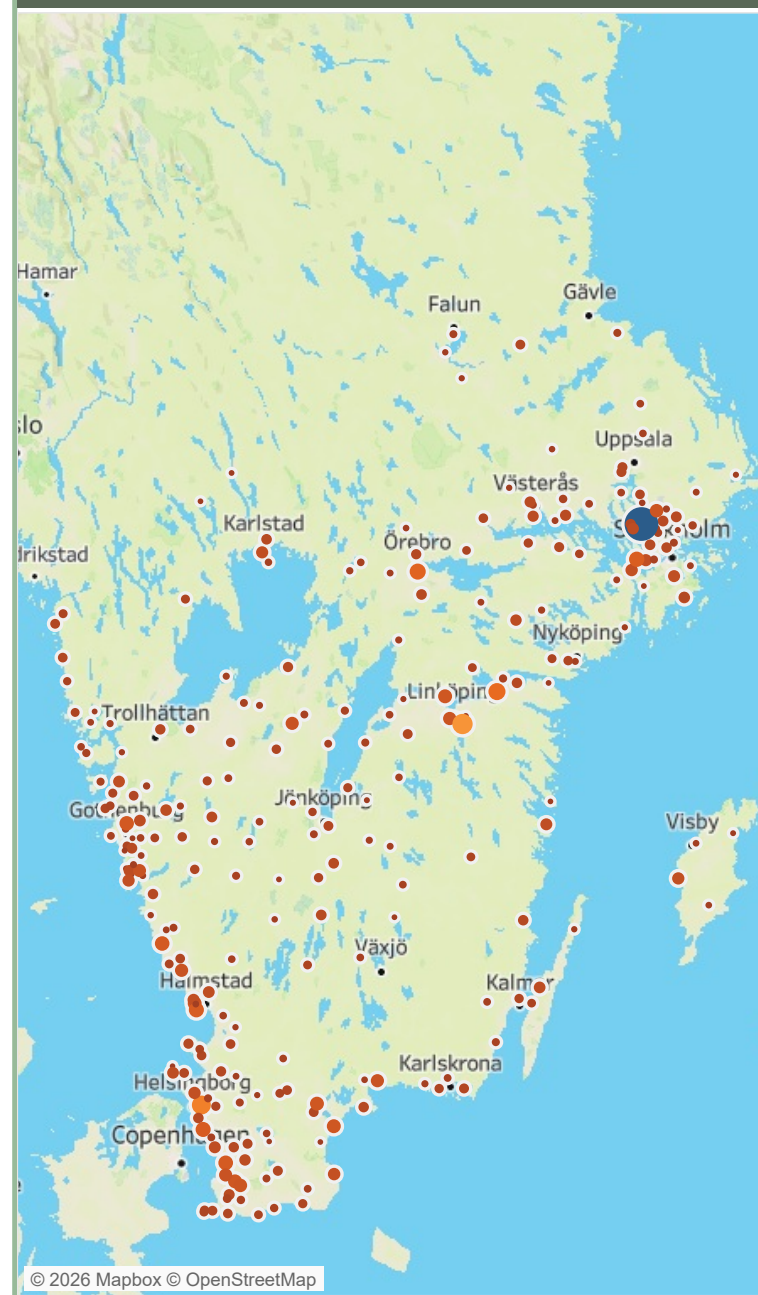 Hamar
Falun
Gävle
slo
Uppsala
Västerås
Karlstad
Örebro
Stockholm
drikstad
Nyköping
Linköping
Trollhättan
Jönköping
Gothenburg
Visby
Växjö
Halmstad
Kalmar
Karlskrona
Helsingborg
Copenhagen
© 2026 Mapbox © OpenStreetMap